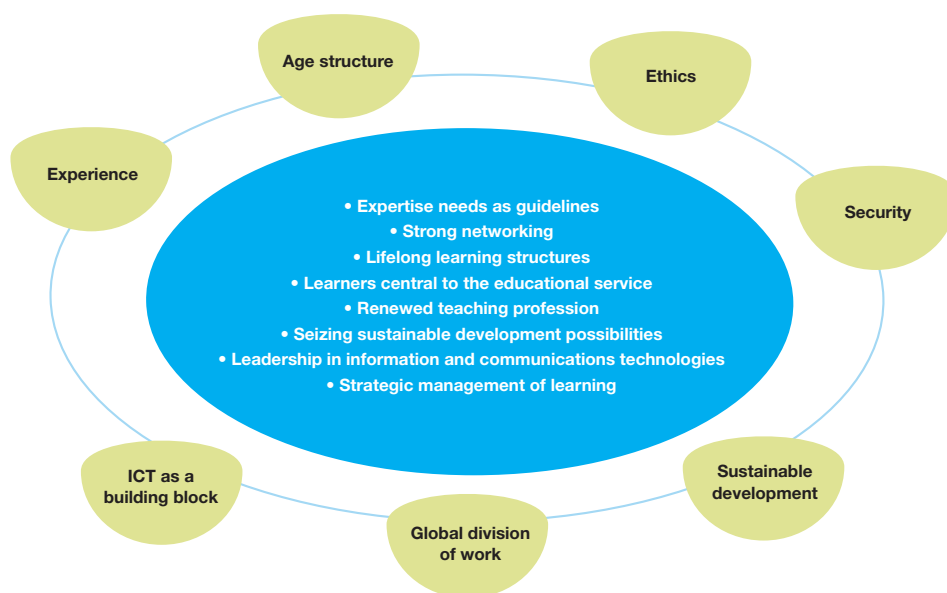 Age structure
Ethics
Experience
Security
• Expertise needs as guidelines
• Strong networking
• Lifelong learning structures
• Learners central to the educational service
• Renewed teaching profession
• Seizing sustainable development possibilities
• Leadership in information and communications technologies
• Strategic management of learning
ICT as a
building block
Global division
of work
Sustainable
development